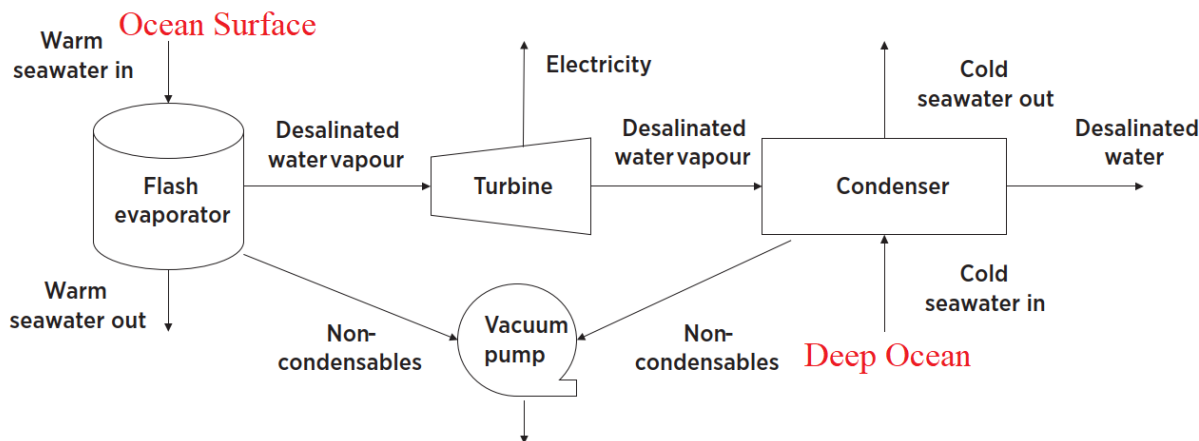 Ocean Surface
Warm
seawater in
Electricity
Cold
seawater out
Desalinated
water vapour
Desalinated
water vapour
Desalinated
water
Flash
evaporator
Turbine
Condenser
Warm
seawater out
Non-
condensables
Vacuum
pump
Non-
condensables
Cold
seawater in
Deep Ocean